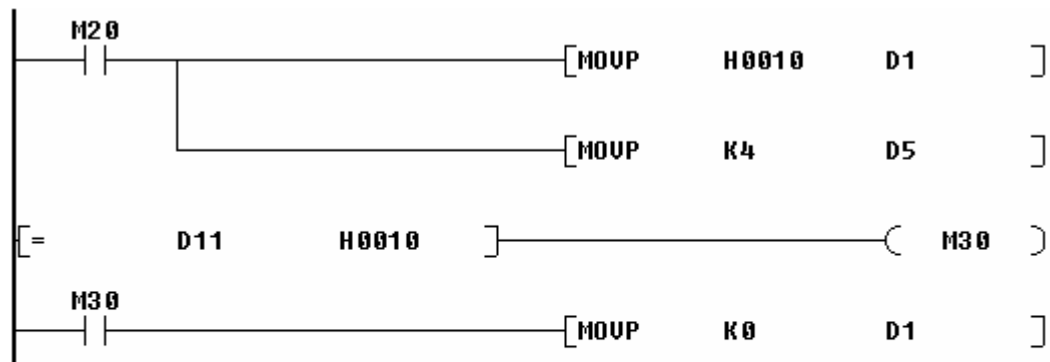 M20
[MOVP H0010 D1 ]
[MOVP K4 D5 ]
[= D11 H0010 ] ( M30 )
M30
[MOVP K0 D1 ]